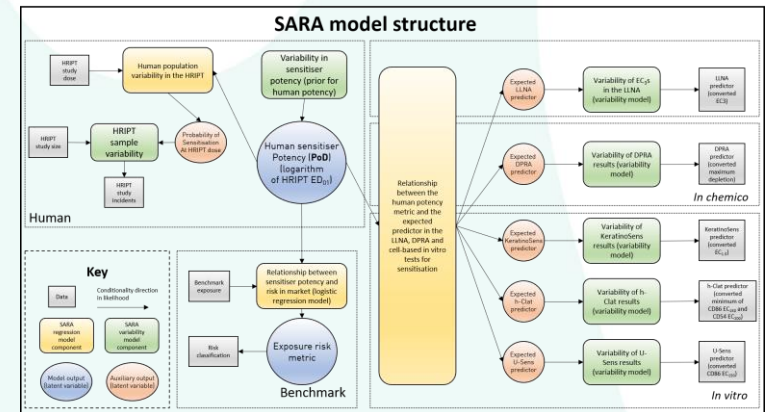 SARA model structure
HRIPT
study
dose
Human population
variability in the HRIPT
Variability in
sensitiser
potency (prior for
human potency)
HRIPT
study size
HRIPT
sample
variability
Probability of
Sensitisation
At HRIPT dose
HRIPT
study
incidents
Human sensitiser
Potency (PoD)
(logarithm
of HRIPT ED01)
Human
Key
Data
Conditionality direction
in likelihood
SARA
regression
model
component
SARA
variability
model
component
Model output
(latent variable)
Auxiliary output
(latent variable)
Benchmark
exposure
Relationship between
sensitiser potency and
risk in market (logistic
regression model)
Risk
classification
Exposure risk
metric
Benchmark
Relationship
between the
human potency
metric and the
expected
predictor in the
LLNA, DPRA and
cell-based in vitro
tests for
sensitisation
Expected
LLNA
predictor
Variability of EC3s
in the LLNA
(variability model)
LLNA
predictor
(converted
EC3)
Expected
DPRA
predictor
Variability of DPRA
results (variability
model)
DPRA
predictor
(converted
maximum
depletion)
In chemico
Expected
KeratinoSens
predictor
Variability of
KeratinoSens
results (variability
model)
KeratinoSens
predictor
(converted
EC1.5)
Expected
h-Clat
predictor
Variability of h-
Clat results
(variability model)
h-Clat predictor
(converted
minimum of
CD86 EC150 and
CD54 EC200)
Expected
U-Sens
predictor
Variability of U-
Sens results
(variability model)
U-Sens
predictor
(converted
CD86 EC150)
In vitro